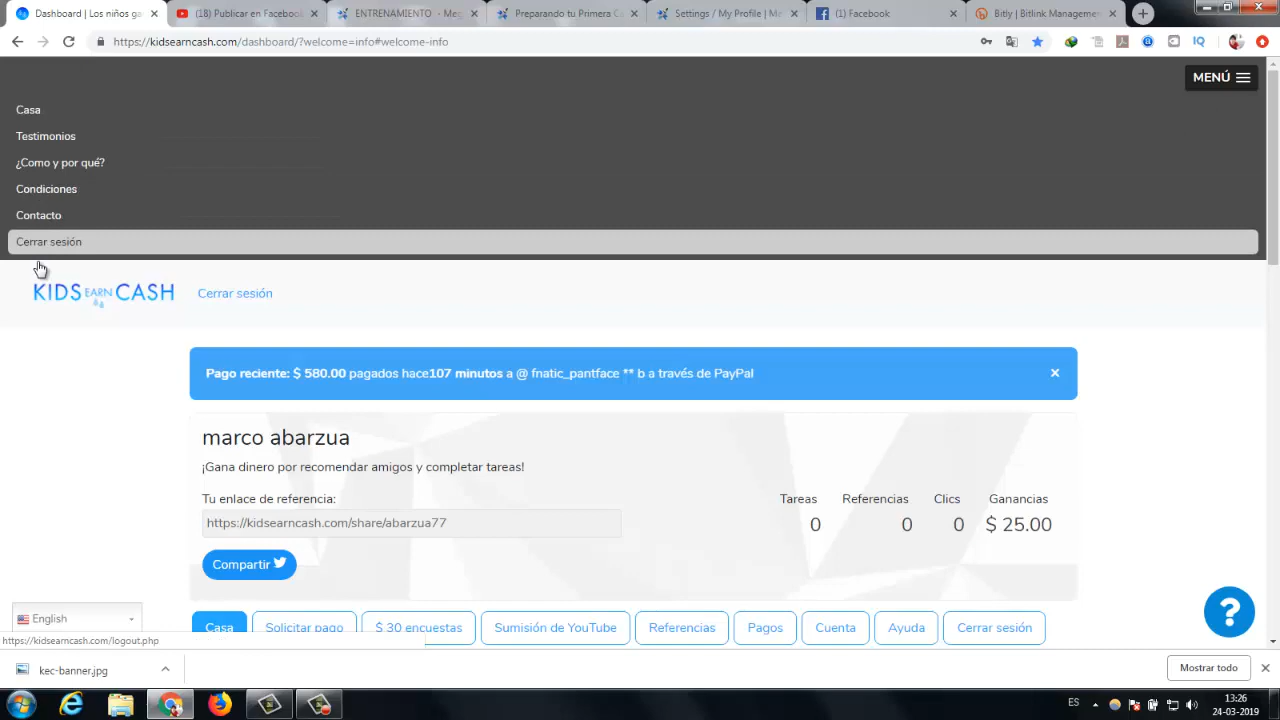 Dashboard | Los niños ga
(18) Publicar en Facebook
ENTRENAMIENTO - Me
Preparando tu Primera C
Settings / My Profile | M
(1) Facebook
Bitly | Bitlink Managemen
https://kidsearncash.com/dashboard/?welcome=info#welcome-info
IQ
MENÚ
Casa
Testimonios
¿Como y por qué?
Condiciones
Contacto
Cerrar sesión
KIDS EARN CASH
Cerrar sesión
Pago reciente: $ 580.00 pagados hace107 minutos a @ fnatic_pantface ** b a través de PayPal
marco abarzua
¡Gana dinero por recomendar amigos y completar tareas!
Tu enlace de referencia:
https://kidsearncash.com/share/abarzua77
Compartir
Tareas Referencias Clics Ganancias
0 0 0 $ 25.00
English
Casa Solicitar pago $ 30 encuestas Sumisión de YouTube Referencias Pagos Cuenta Ayuda Cerrar sesión
https://kidsearncash.com/logout.php
kec-banner.jpg
Mostrar todo
ES
13:26
24-03-2019